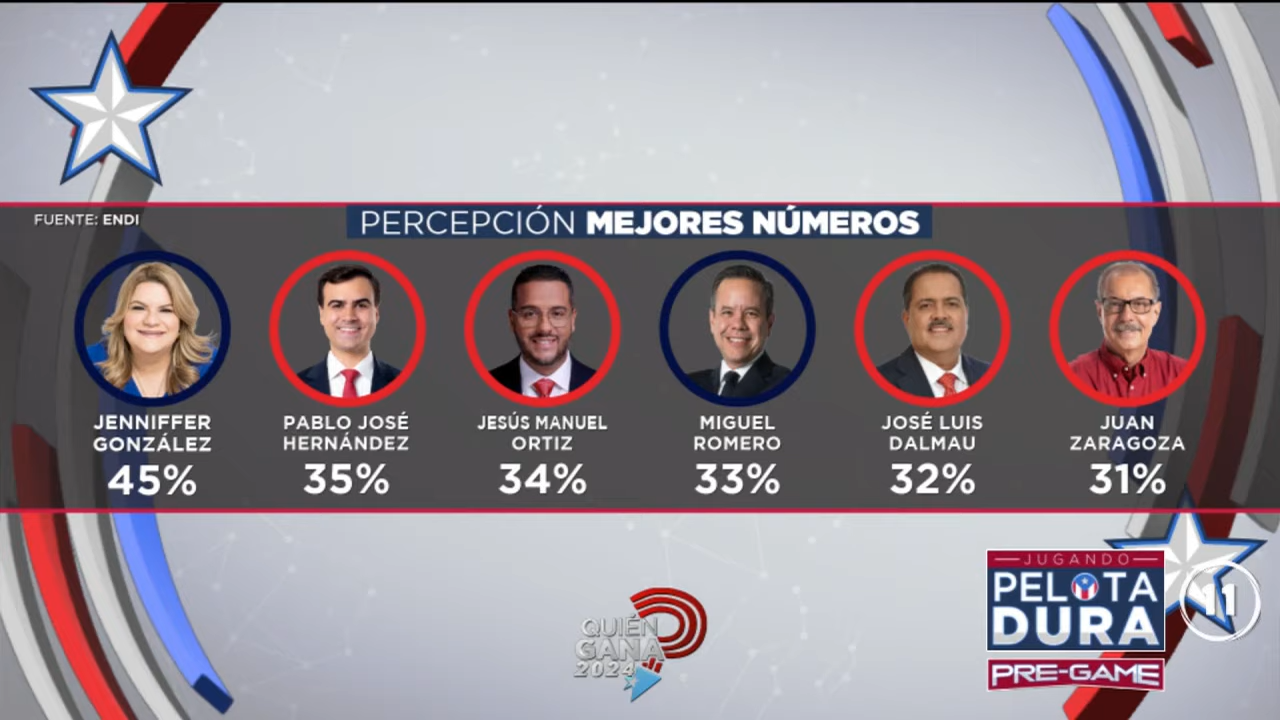 FUENTE: ENDI
PERCEPCIÓN MEJORES NÚMEROS
JENNIFFER
GONZÁLEZ
45%
PABLO JOSÉ
HERNÁNDEZ
35%
JESÚS MANUEL
ORTIZ
34%
MIGUEL
ROMERO
33%
JOSÉ LUIS
DALMAU
32%
JUAN
ZARAGOZA
31%
QUIÉN
GANA
2024
JUGANDO
PELOTA
DURA
PRE-GAME
11